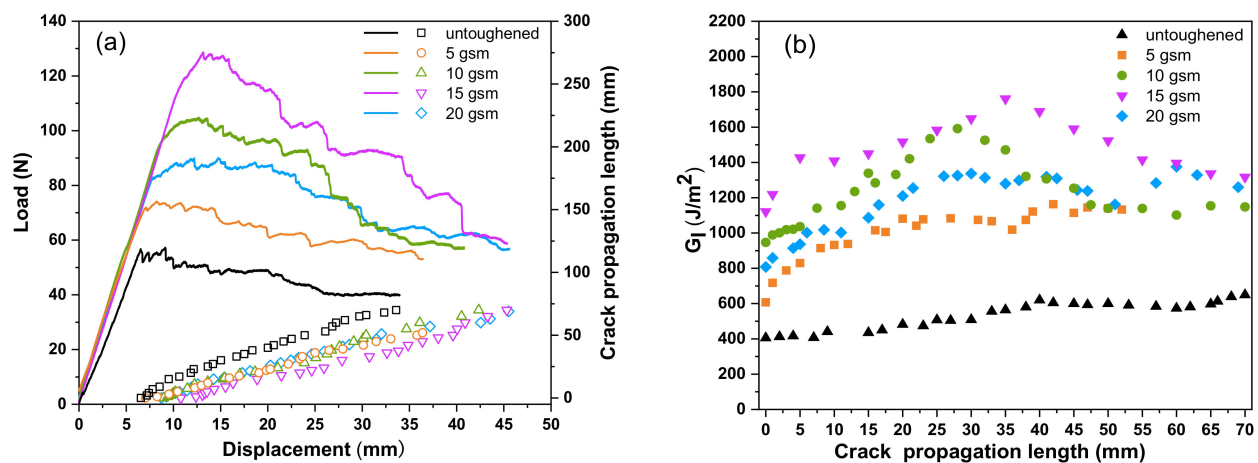 (a)
untoughened
5 gsm
10 gsm
15 gsm
20 gsm
Load (N)
140
120
100
80
60
40
20
0
0 5 10 15 20 25 30 35 40 45 50
Displacement (mm)
300
250
200
150
100
50
0
Crack propagation length (mm)
(b)
untoughened
5 gsm
10 gsm
15 gsm
20 gsm
G_I (J/m²)
2200
2000
1800
1600
1400
1200
1000
800
600
400
200
0
0 5 10 15 20 25 30 35 40 45 50 55 60 65 70
Crack propagation length (mm)